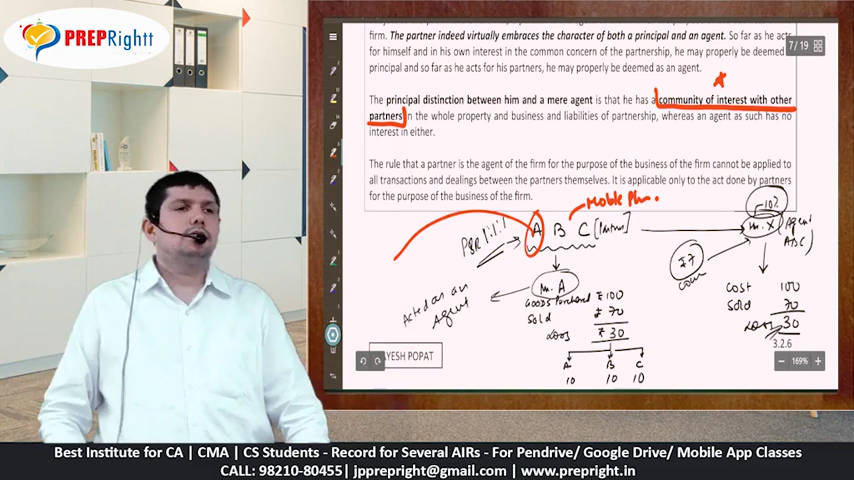 PREPRightt
firm. The partner indeed virtually embraces the character of both a principal and an agent. So far as he acts
for himself and in his own interest in the common concern of the partnership, he may properly be deemed
principal and so far as he acts for his partners, he may properly be deemed as an agent.
7 / 19
The principal distinction between him and a mere agent is that he has a community of interest with other
partners in the whole property and business and liabilities of partnership, whereas an agent as such has no
interest in either.
The rule that a partner is the agent of the firm for the purpose of the business of the firm cannot be applied to
all transactions and dealings between the partners themselves. It is applicable only to the act done by partners
for the purpose of the business of the firm.
Mobile Ph.
10%
PSR 1:1:1
A B C
Mr. X (Agent
ABC)
₹7
Mr. A
Acted as an
Agent
Goods Purchased ₹100
Sold ₹70
Loss ₹30
A B C
10 10 10
Cost 100
Sold 70
Loss 30
3.2.6
AYESH POPAT
169%
Best Institute for CA | CMA | CS Students - Record for Several AIRs - For Pendrive/ Google Drive/ Mobile App Classes
CALL: 98210-80455| jpprepright@gmail.com | www.prepright.in